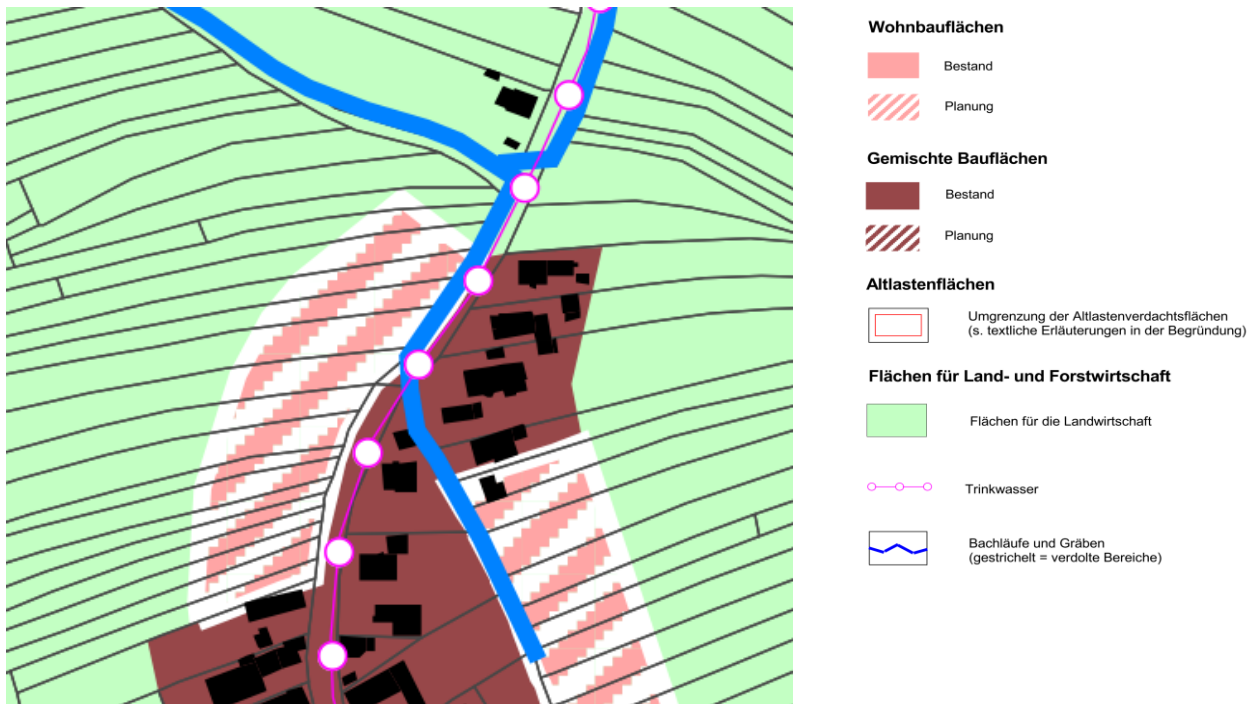 Wohnbauflächen
Bestand
Planung
Gemischte Bauflächen
Bestand
Planung
Altlastenflächen
Umgrenzung der Altlastenverdachtsflächen
(s. textliche Erläuterungen in der Begründung)
Flächen für Land- und Forstwirtschaft
Flächen für die Landwirtschaft
Trinkwasser
Bachläufe und Gräben
(gestrichelt = verdolte Bereiche)